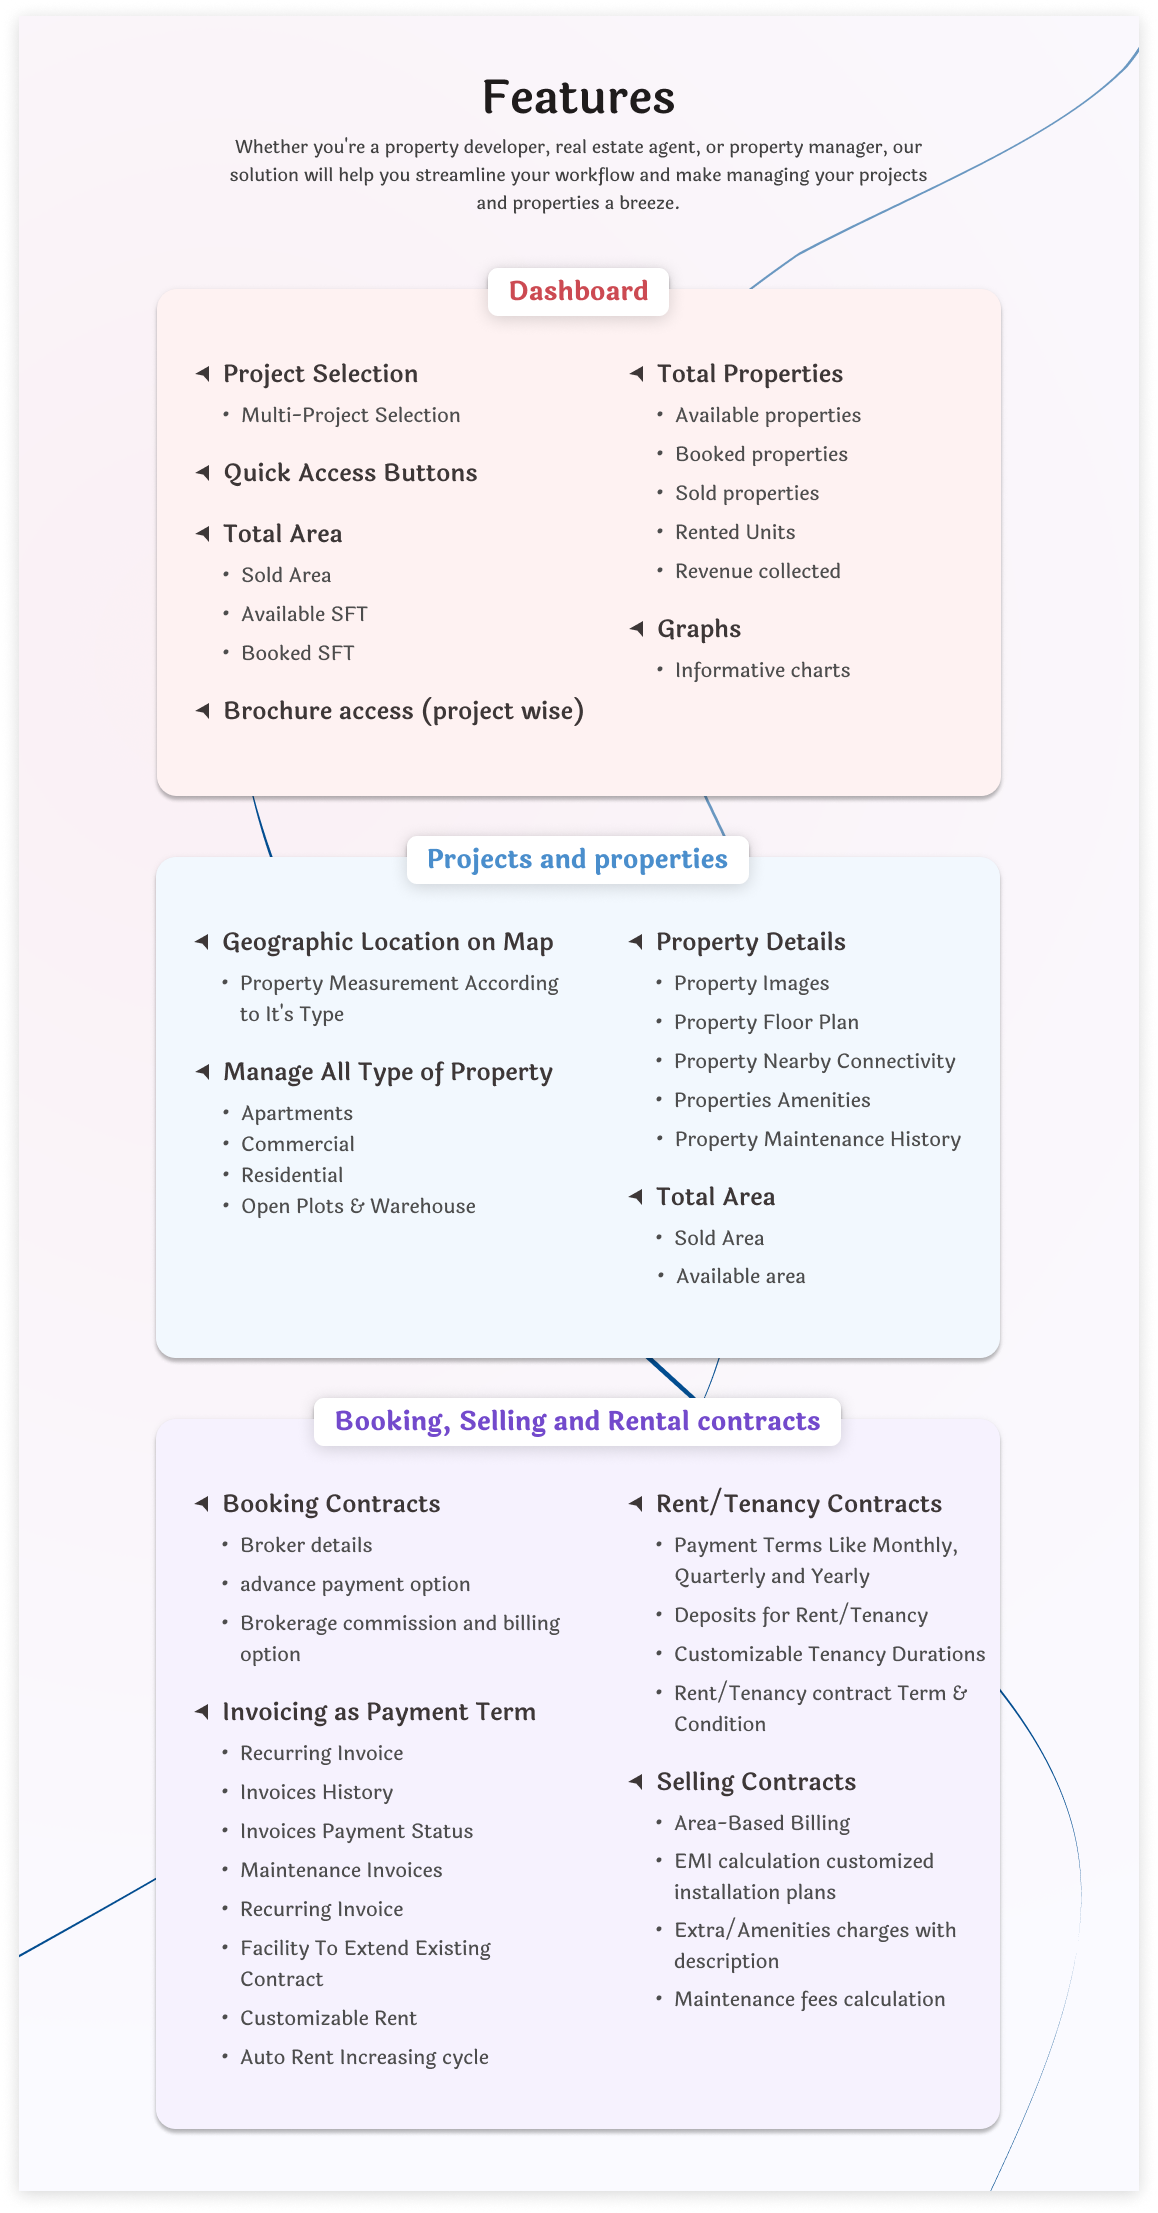 Features
Whether you're a property developer, real estate agent, or property manager, our
solution will help you streamline your workflow and make managing your projects
and properties a breeze.
Dashboard
Project Selection
• Multi-Project Selection
Quick Access Buttons
Total Area
• Sold Area
• Available SFT
• Booked SFT
Brochure access (project wise)
Total Properties
• Available properties
• Booked properties
• Sold properties
• Rented Units
• Revenue collected
Graphs
• Informative charts
Projects and properties
Geographic Location on Map
• Property Measurement According
to It's Type
Manage All Type of Property
• Apartments
• Commercial
• Residential
• Open Plots & Warehouse
Property Details
• Property Images
• Property Floor Plan
• Property Nearby Connectivity
• Properties Amenities
• Property Maintenance History
Total Area
• Sold Area
• Available area
Booking, Selling and Rental contracts
Booking Contracts
• Broker details
• advance payment option
• Brokerage commission and billing
option
Invoicing as Payment Term
• Recurring Invoice
• Invoices History
• Invoices Payment Status
• Maintenance Invoices
• Recurring Invoice
• Facility To Extend Existing
Contract
• Customizable Rent
• Auto Rent Increasing cycle
Rent/Tenancy Contracts
• Payment Terms Like Monthly,
Quarterly and Yearly
• Deposits for Rent/Tenancy
• Customizable Tenancy Durations
• Rent/Tenancy contract Term &
Condition
Selling Contracts
• Area-Based Billing
• EMI calculation customized
installation plans
• Extra/Amenities charges with
description
• Maintenance fees calculation